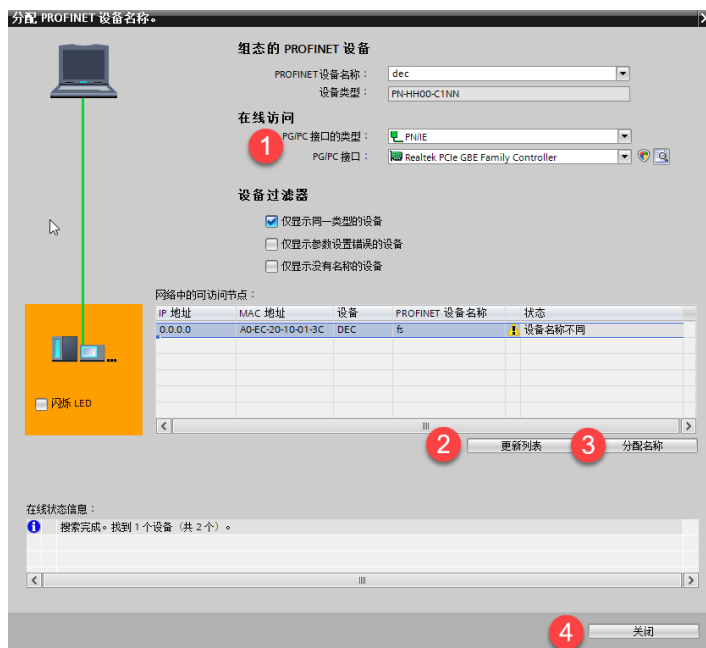 分配 PROFINET 设备名称。
组态的 PROFINET 设备
PROFINET设备名称： dec
设备类型： PN-HH00-C1NN
在线访问
1 PG/PC 接口的类型： PN/IE
PG/PC 接口： Realtek PCIe GBE Family Controller
设备过滤器
仅显示同一类型的设备
仅显示参数设置错误的设备
仅显示没有名称的设备
网络中的可访问节点：
IP 地址 MAC 地址 设备 PROFINET 设备名称 状态
0.0.0.0 A0-EC-20-10-01-3C DEC fs 设备名称不同
闪烁 LED
2 更新列表 3 分配名称
在线状态信息：
搜索完成。找到 1 个设备（共 2 个）。
4 关闭